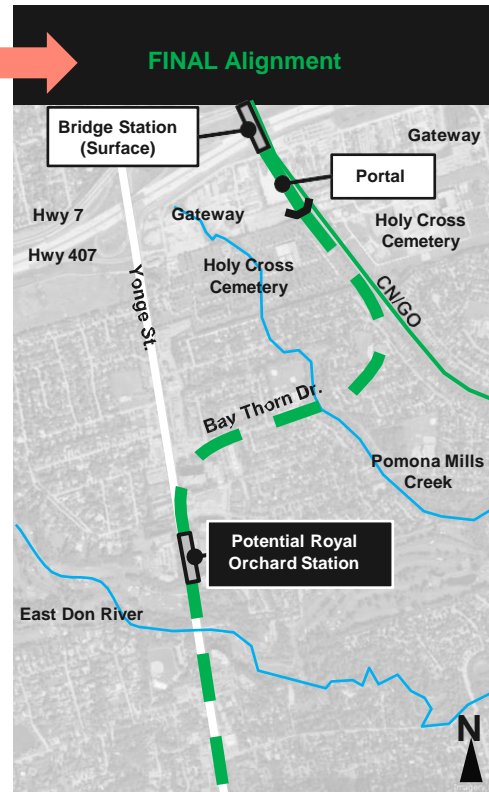 FINAL Alignment
Bridge Station
(Surface)
Gateway
Portal
Hwy 7
Gateway
Holy Cross
Cemetery
Hwy 407
Holy Cross
Cemetery
Yonge St.
CN/GO
Bay Thorn Dr.
Pomona Mills
Creek
Potential Royal
Orchard Station
East Don River
N
Imagery